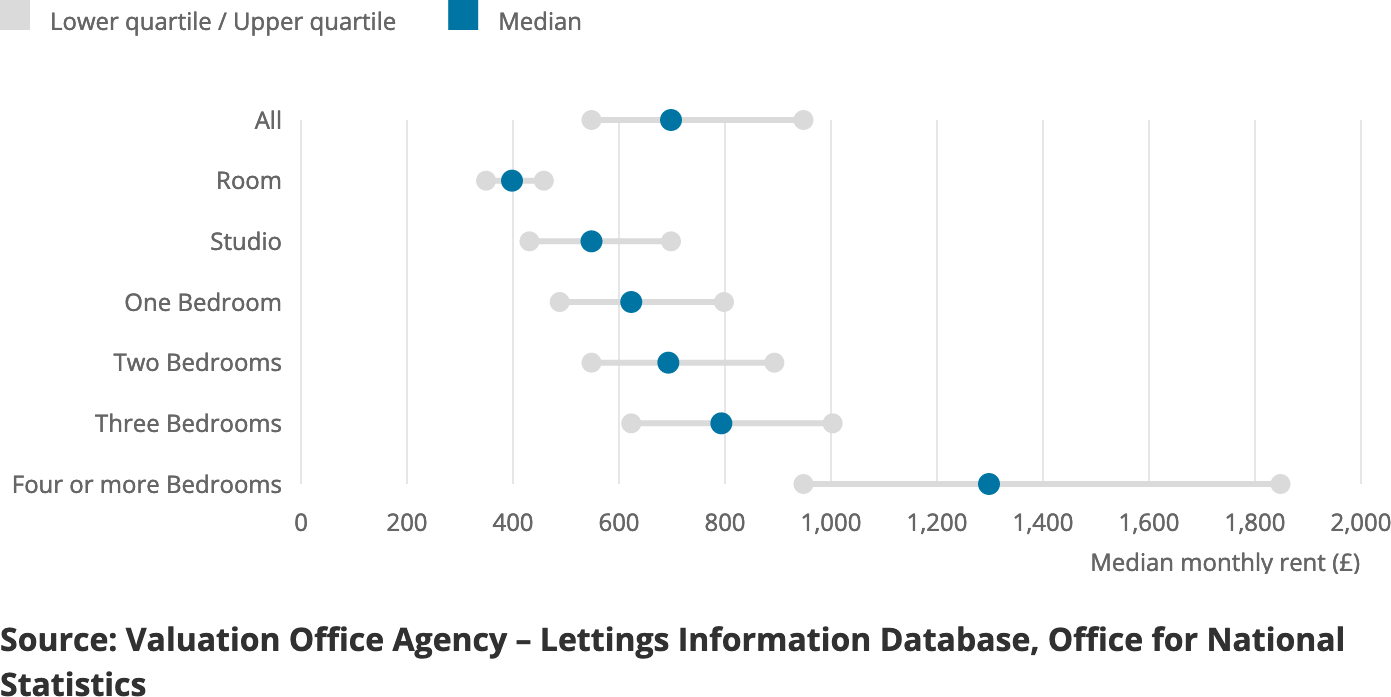 Lower quartile / Upper quartile
Median
All
Room
Studio
One Bedroom
Two Bedrooms
Three Bedrooms
Four or more Bedrooms
0 200 400 600 800 1,000 1,200 1,400 1,600 1,800 2,000
Median monthly rent (£)
Source: Valuation Office Agency – Lettings Information Database, Office for National
Statistics